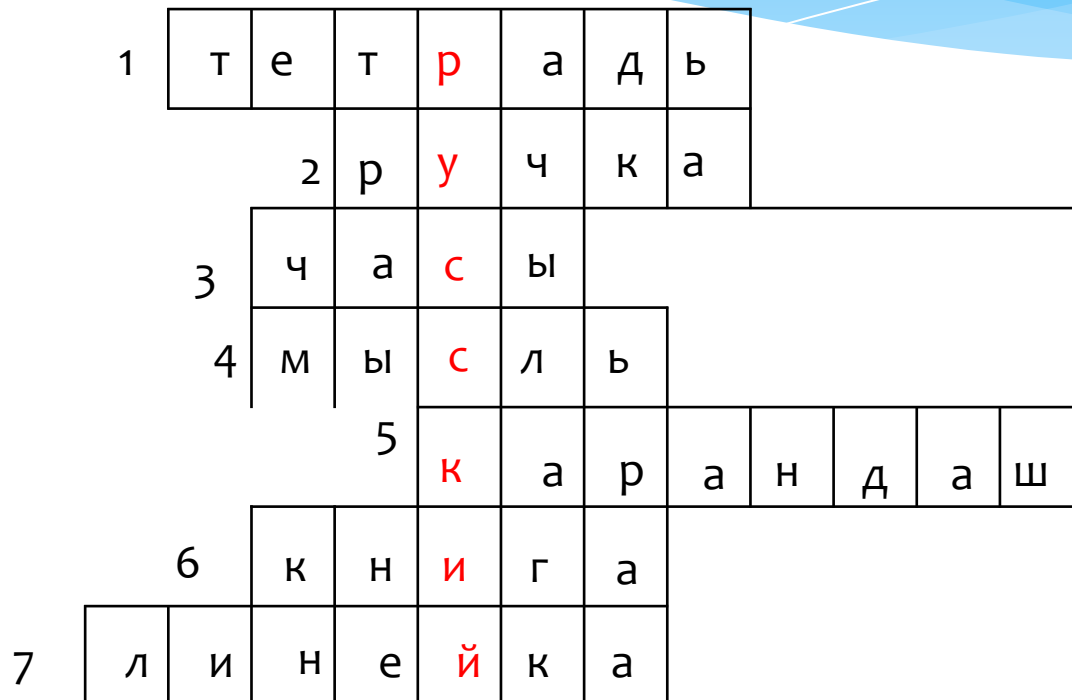 1 тетрадь
2 ручка
3 часы
4 мысль
5 карандаш
6 книга
7 линейка